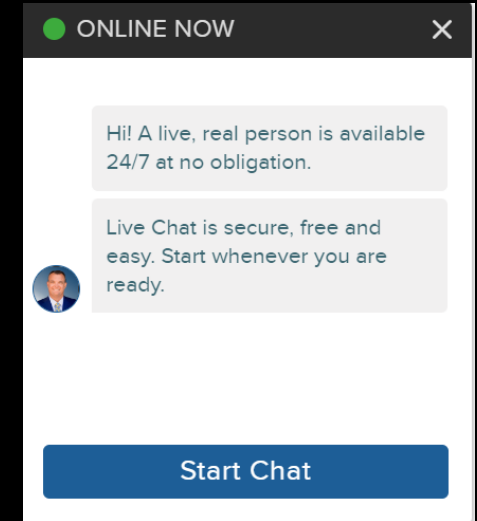 ONLINE NOW
Hi! A live, real person is available
24/7 at no obligation.
Live Chat is secure, free and
easy. Start whenever you are
ready.
Start Chat